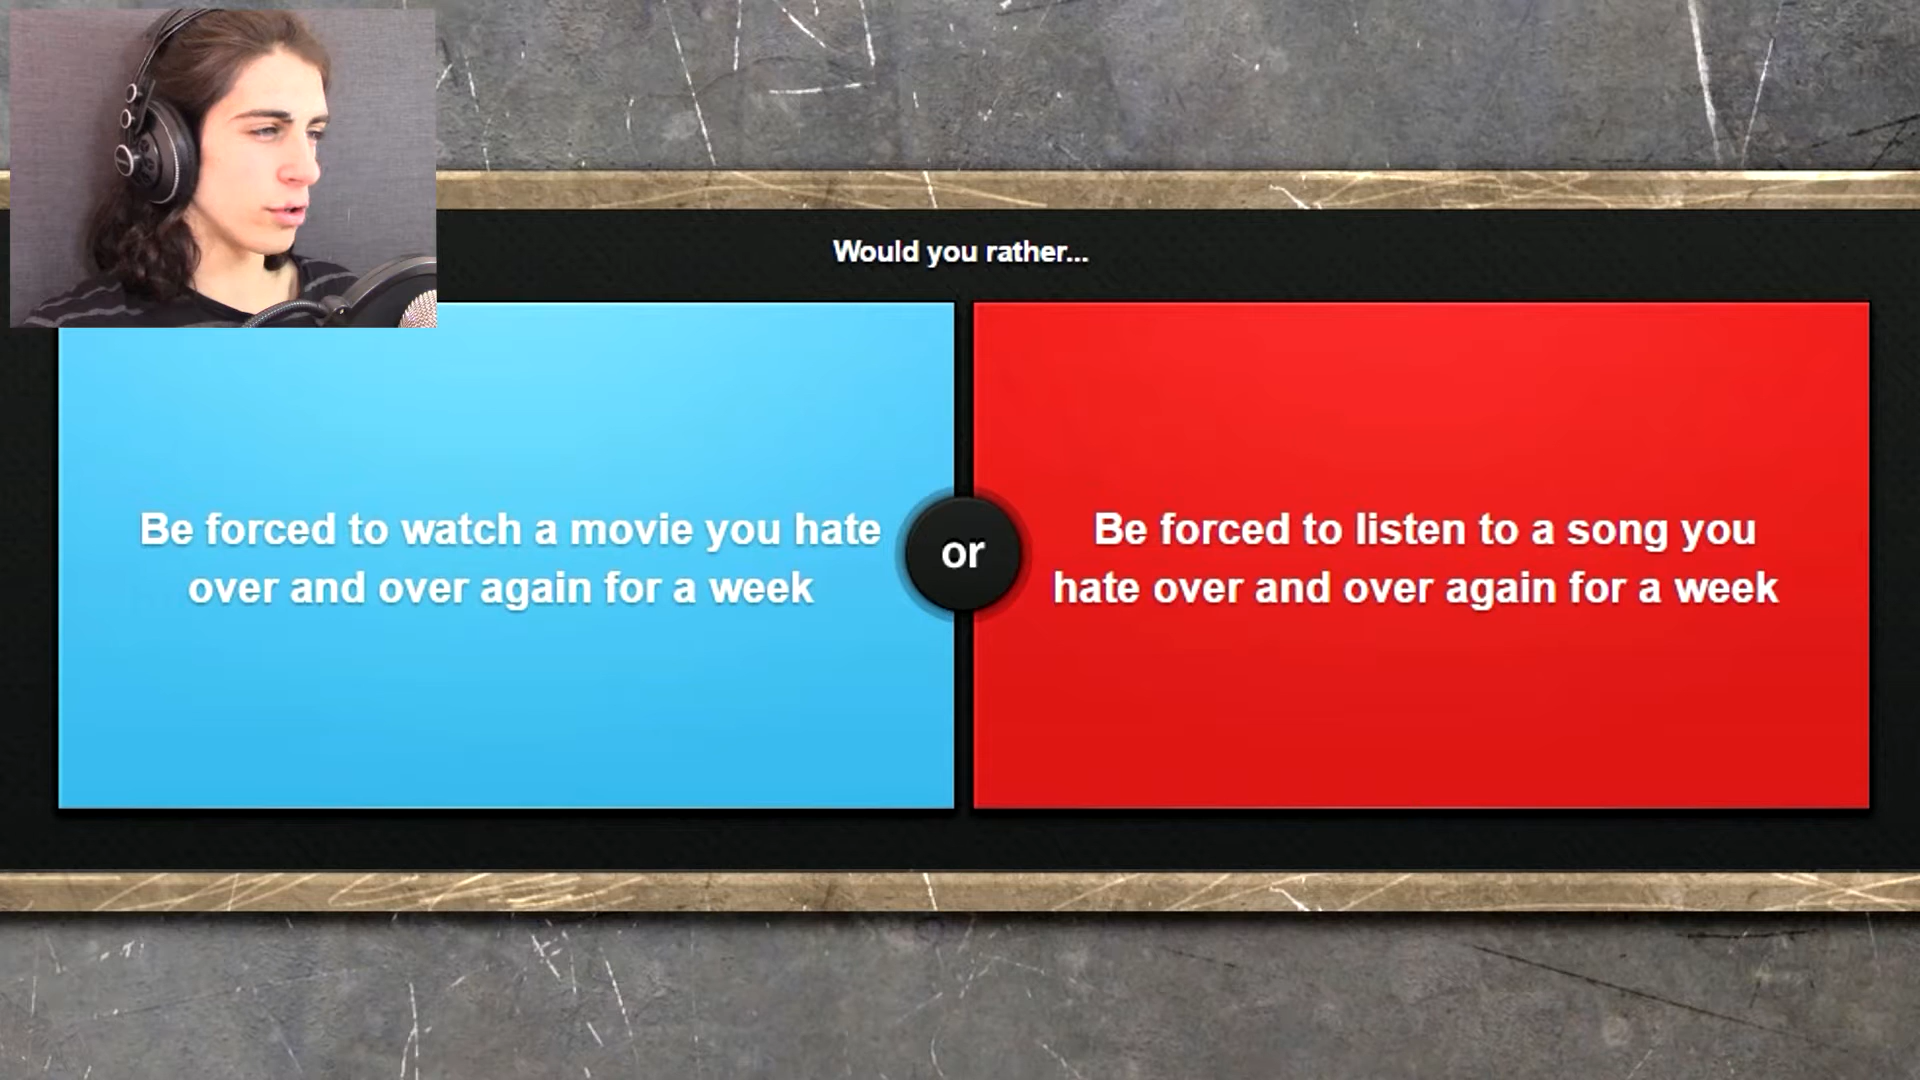 Would you rather...
Be forced to watch a movie you hate
over and over again for a week
or
Be forced to listen to a song you
hate over and over again for a week